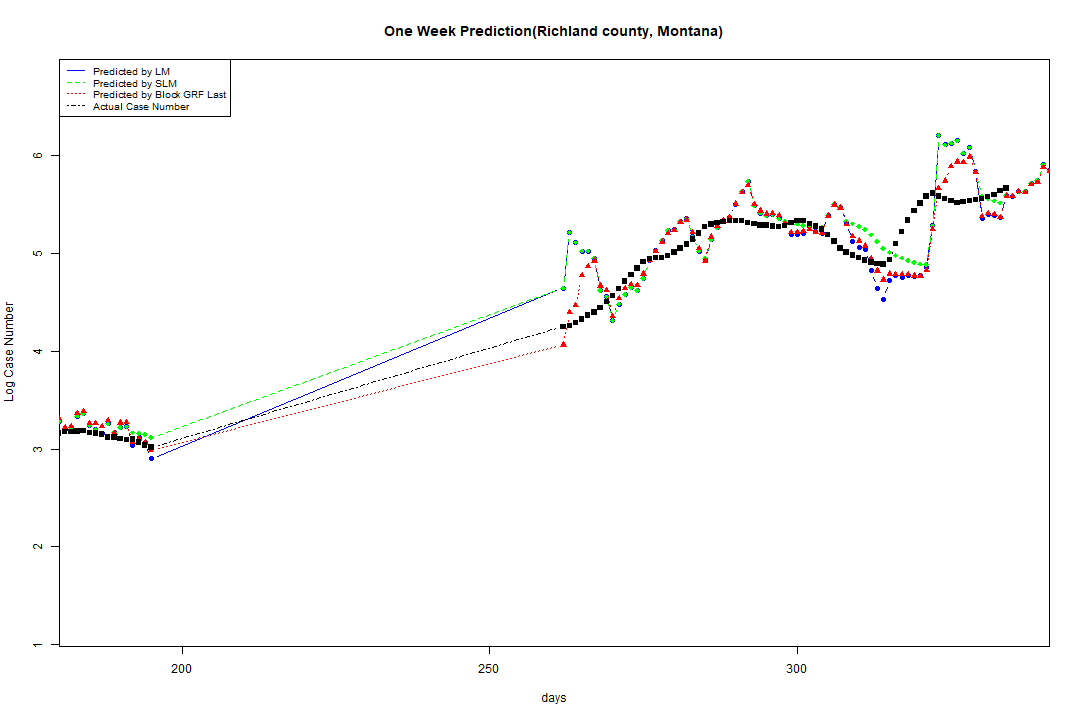 One Week Prediction(Richland county, Montana)
Predicted by LM
Predicted by SLM
Predicted by Block GRF Last
Actual Case Number
Log Case Number
6
5
4
3
2
1
200
250
300
days